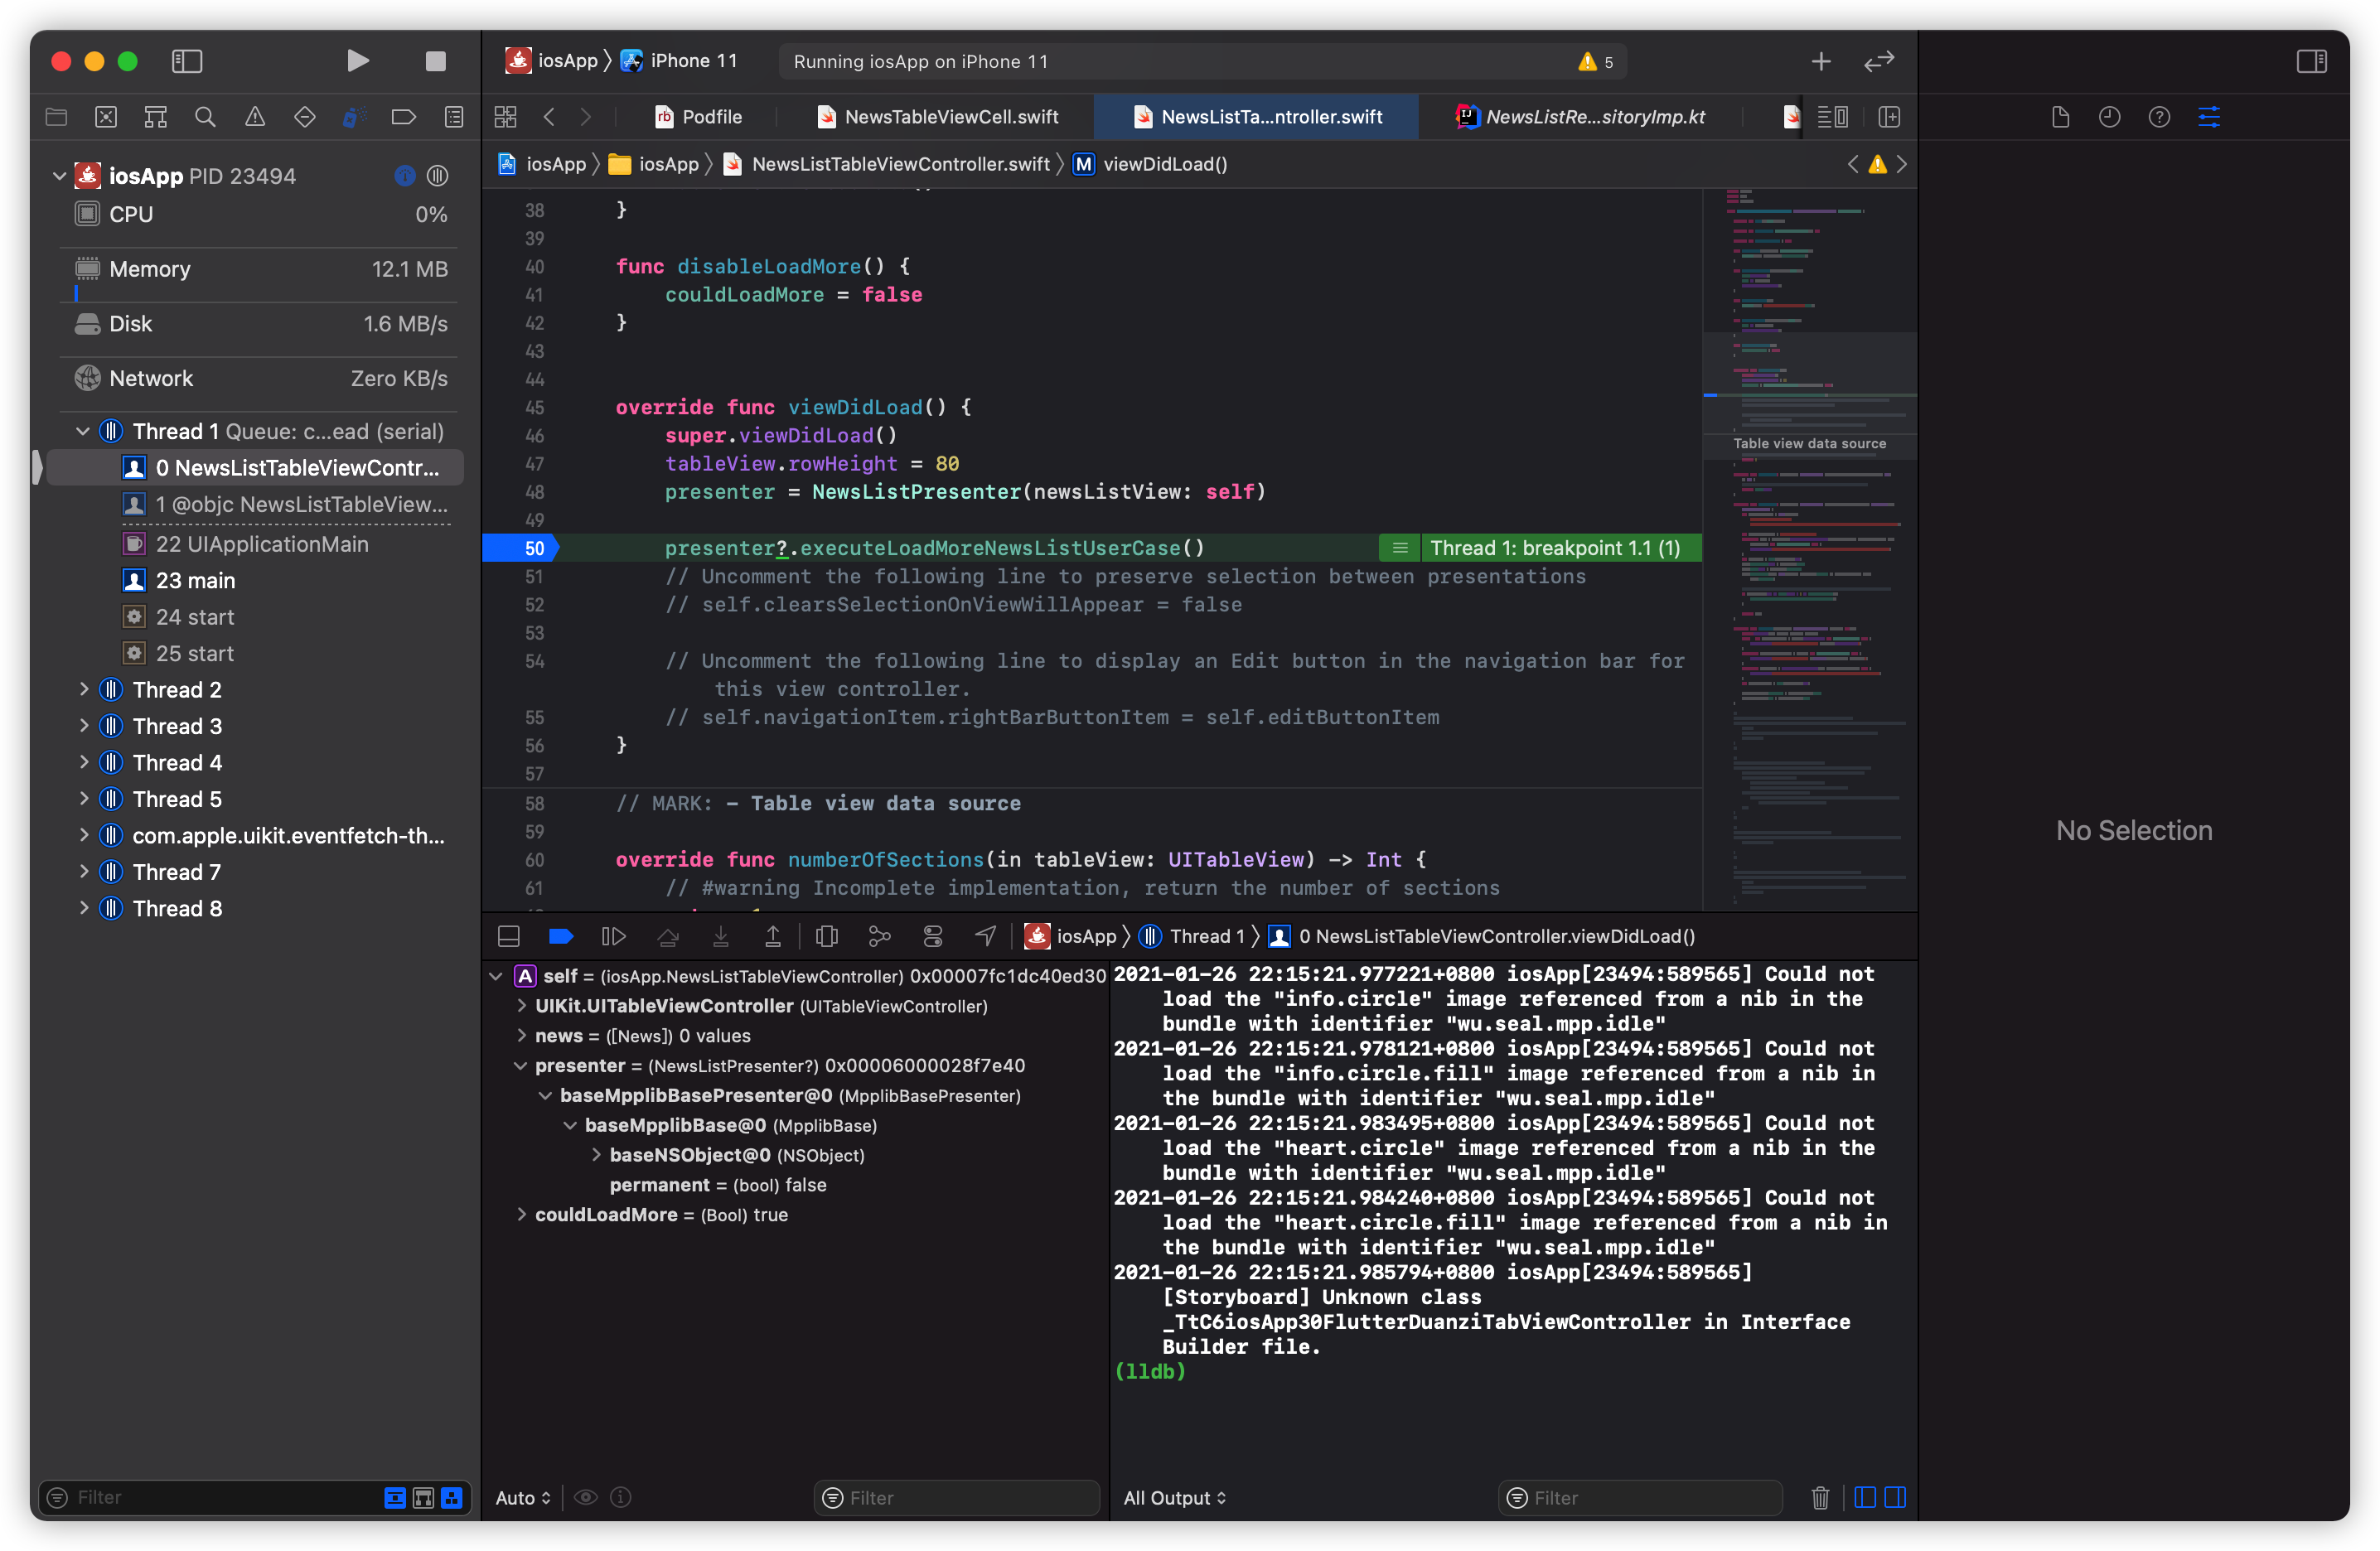 iosApp 〉 iPhone 11
Running iosApp on iPhone 11
5
Podfile
NewsTableViewCell.swift
NewsListTa...ntroller.swift
NewsListRe...sitoryImp.kt
iosApp 〉 iosApp 〉 NewsListTableViewController.swift 〉 M viewDidLoad()
iosApp PID 23494
CPU 0%
Memory 12.1 MB
Disk 1.6 MB/s
Network Zero KB/s
Thread 1 Queue: c...ead (serial)
0 NewsListTableViewContr...
1 @objc NewsListTableView...
22 UIApplicationMain
23 main
24 start
25 start
Thread 2
Thread 3
Thread 4
Thread 5
com.apple.uikit.eventfetch-th...
Thread 7
Thread 8
Filter
38 }
39
40 func disableLoadMore() {
41 couldLoadMore = false
42 }
43
44
45 override func viewDidLoad() {
46 super.viewDidLoad()
47 tableView.rowHeight = 80
48 presenter = NewsListPresenter(newsListView: self)
49
50 presenter?.executeLoadMoreNewsListUserCase() Thread 1: breakpoint 1.1 (1)
51 // Uncomment the following line to preserve selection between presentations
52 // self.clearsSelectionOnViewWillAppear = false
53
54 // Uncomment the following line to display an Edit button in the navigation bar for
this view controller.
55 // self.navigationItem.rightBarButtonItem = self.editButtonItem
56 }
57
58 // MARK: - Table view data source
59
60 override func numberOfSections(in tableView: UITableView) -> Int {
61 // #warning Incomplete implementation, return the number of sections
Table view data source
No Selection
iosApp 〉 Thread 1 〉 0 NewsListTableViewController.viewDidLoad()
A self = (iosApp.NewsListTableViewController) 0x00007fc1dc40ed30
UIKit.UITableViewController (UITableViewController)
news = ([News]) 0 values
presenter = (NewsListPresenter?) 0x00006000028f7e40
baseMpplibBasePresenter@0 (MpplibBasePresenter)
baseMpplibBase@0 (MpplibBase)
baseNSObject@0 (NSObject)
permanent = (bool) false
couldLoadMore = (Bool) true
Auto
Filter
2021-01-26 22:15:21.977221+0800 iosApp[23494:589565] Could not
load the "info.circle" image referenced from a nib in the
bundle with identifier "wu.seal.mpp.idle"
2021-01-26 22:15:21.978121+0800 iosApp[23494:589565] Could not
load the "info.circle.fill" image referenced from a nib in
the bundle with identifier "wu.seal.mpp.idle"
2021-01-26 22:15:21.983495+0800 iosApp[23494:589565] Could not
load the "heart.circle" image referenced from a nib in the
bundle with identifier "wu.seal.mpp.idle"
2021-01-26 22:15:21.984240+0800 iosApp[23494:589565] Could not
load the "heart.circle.fill" image referenced from a nib in
the bundle with identifier "wu.seal.mpp.idle"
2021-01-26 22:15:21.985794+0800 iosApp[23494:589565]
[Storyboard] Unknown class
_TtC6iosApp30FlutterDuanziTabViewController in Interface
Builder file.
(lldb)
All Output
Filter